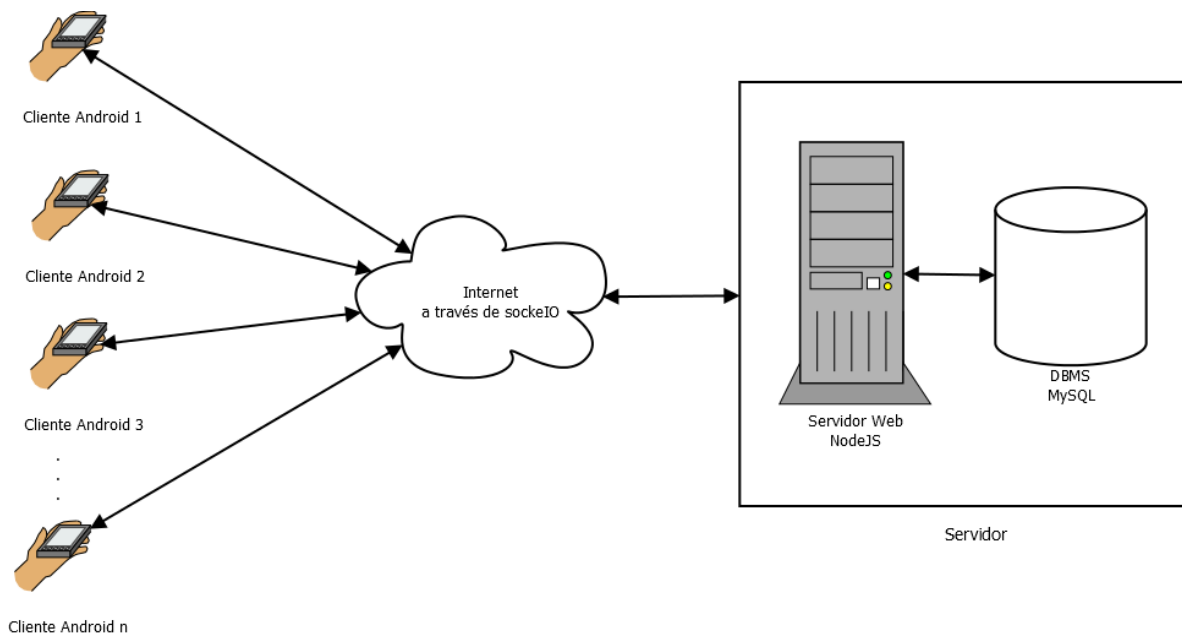 Cliente Android 1
Cliente Android 2
Cliente Android 3
.
.
.
Cliente Android n
Internet
a través de sockeIO
Servidor Web
NodeJS
DBMS
MySQL
Servidor